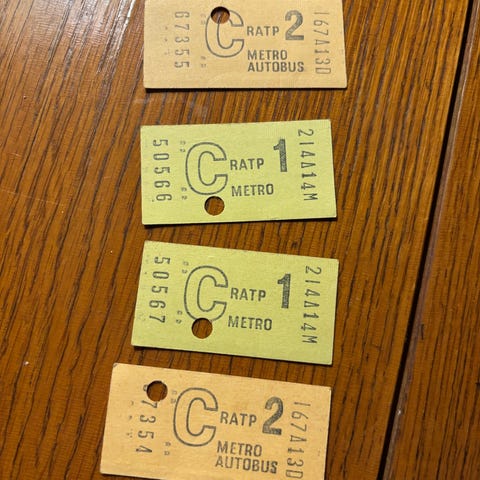 67355
C RATP 2
METRO
AUTOBUS
167A13D
50566
C RATP 1
METRO
214A14M
50567
C RATP 1
METRO
214A14M
7354
C RATP 2
METRO
AUTOBUS
167A13D